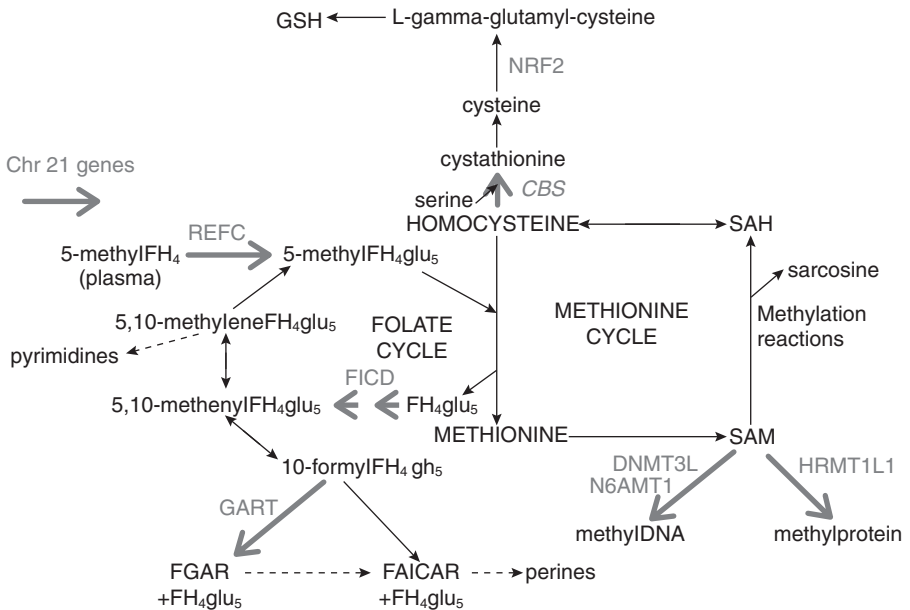 GSH
L-gamma-glutamyl-cysteine
NRF2
cysteine
cystathionine
Chr 21 genes
CBS
serine
HOMOCYSTEINE
SAH
REFC
5-methylFH4
(plasma)
5-methylFH4glu5
sarcosine
5,10-methyleneFH4glu5
FOLATE
CYCLE
METHIONINE
CYCLE
Methylation
reactions
pyrimidines
FICD
5,10-methenylFH4glu5
FH4glu5
METHIONINE
SAM
10-formylFH4 gh5
DNMT3L
N6AMT1
HRMT1L1
GART
methylDNA
methylprotein
FGAR
+FH4glu5
FAICAR
+FH4glu5
perines